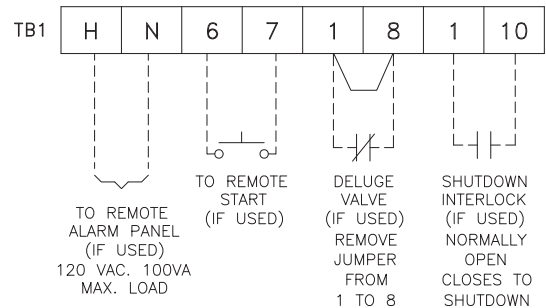 TB1 H N 6 7 1 8 1 10
TO REMOTE
ALARM PANEL
(IF USED)
120 VAC. 100VA
MAX. LOAD
TO REMOTE
START
(IF USED)
DELUGE
VALVE
(IF USED)
REMOVE
JUMPER
FROM
1 TO 8
SHUTDOWN
INTERLOCK
(IF USED)
NORMALLY
OPEN
CLOSES TO
SHUTDOWN